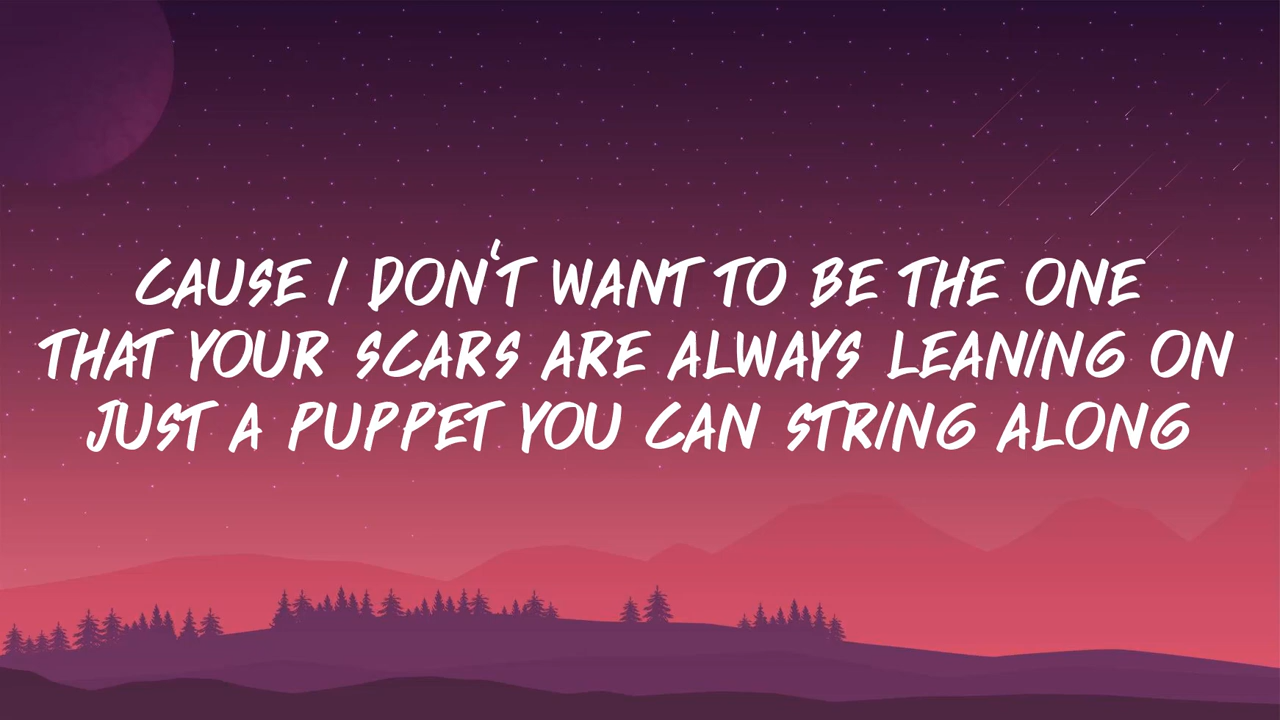 CAUSE I DON'T WANT TO BE THE ONE
THAT YOUR SCARS ARE ALWAYS LEANING ON
JUST A PUPPET YOU CAN STRING ALONG